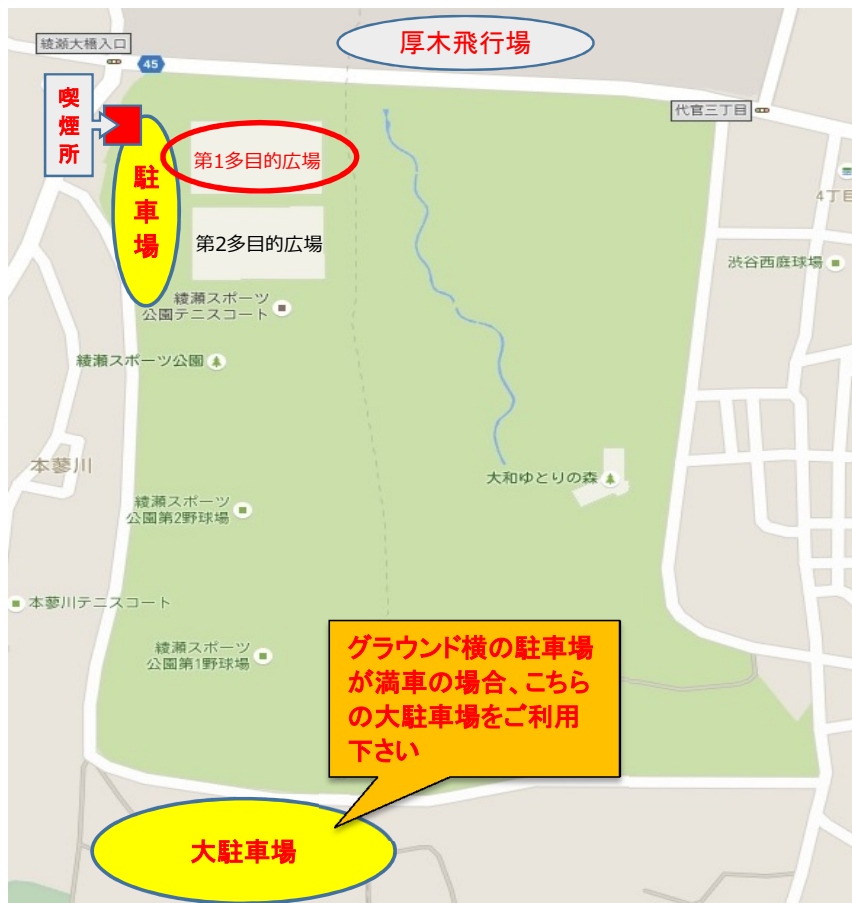 厚木飛行場
綾瀬大橋入口
45
代官三丁目
喫
煙
所
駐
車
場
第1多目的広場
4丁目
第2多目的広場
渋谷西庭球場
綾瀬スポーツ
公園テニスコート
綾瀬スポーツ公園
本蓼川
大和ゆとりの森
綾瀬スポーツ
公園第2野球場
本蓼川テニスコート
綾瀬スポーツ
公園第1野球場
グラウンド横の駐車場
が満車の場合、こちら
の大駐車場をご利用
下さい
大駐車場